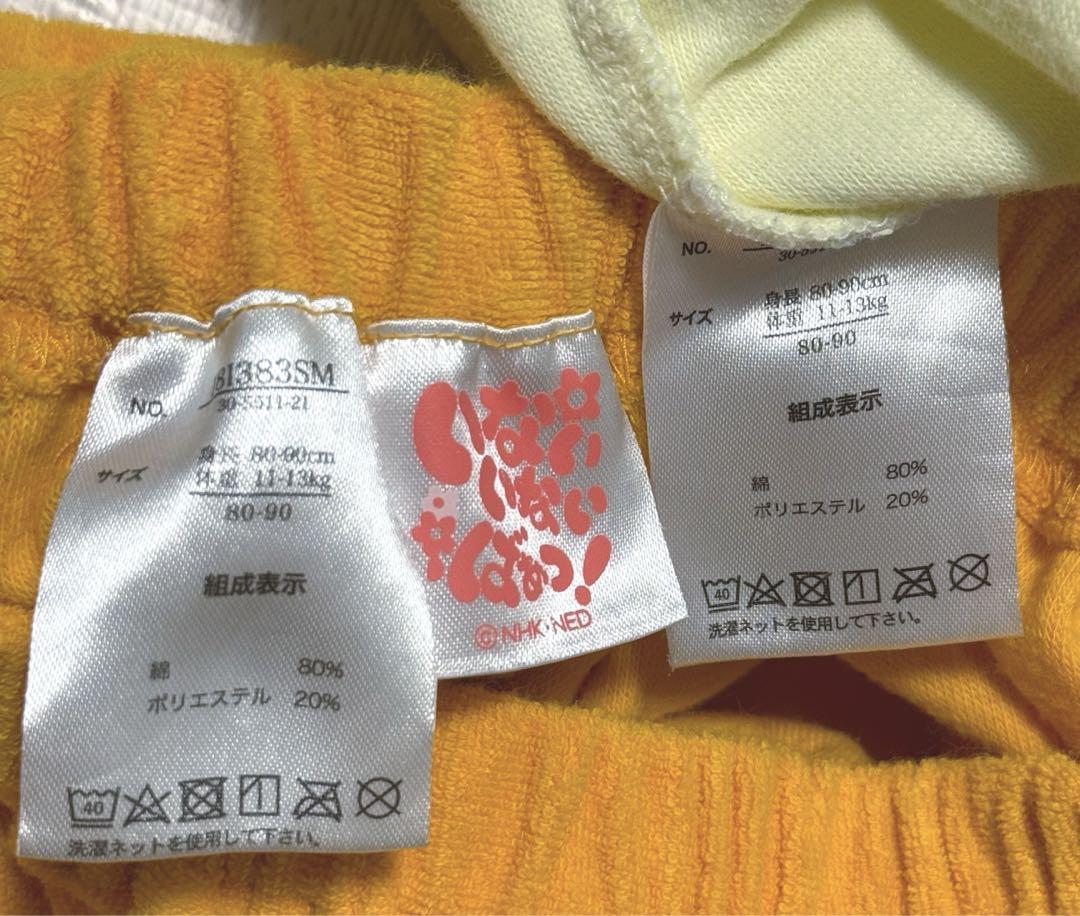 NO.
BI383SM
30-5511-21
サイズ
身長 80-90cm
体重 11-13kg
80-90
組成表示
綿 80%
ポリエステル 20%
40
洗濯ネットを使用して下さい。
いないいないばあっ!
©NHK・NED
NO.
サイズ
身長 80-90cm
体重 11-13kg
80-90
組成表示
綿 80%
ポリエステル 20%
40
洗濯ネットを使用して下さい。